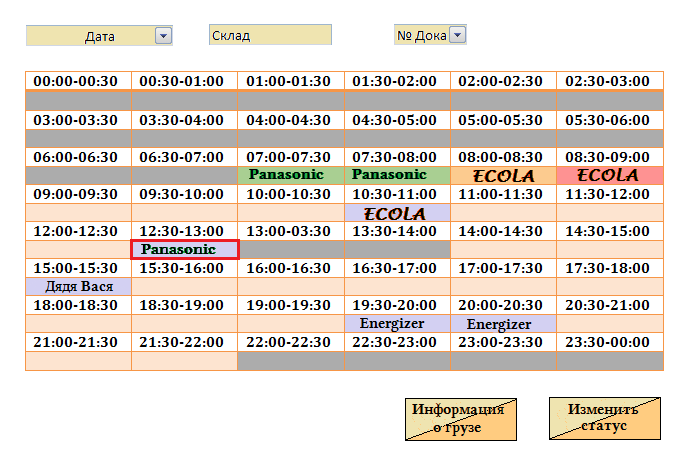 Дата Склад № Дока
00:00-00:30 00:30-01:00 01:00-01:30 01:30-02:00 02:00-02:30 02:30-03:00
03:00-03:30 03:30-04:00 04:00-04:30 04:30-05:00 05:00-05:30 05:30-06:00
06:00-06:30 06:30-07:00 07:00-07:30 07:30-08:00 08:00-08:30 08:30-09:00
Panasonic Panasonic ECOLA ECOLA
09:00-09:30 09:30-10:00 10:00-10:30 10:30-11:00 11:00-11:30 11:30-12:00
ECOLA
12:00-12:30 12:30-13:00 13:00-03:30 13:30-14:00 14:00-14:30 14:30-15:00
Panasonic
15:00-15:30 15:30-16:00 16:00-16:30 16:30-17:00 17:00-17:30 17:30-18:00
Дядя Вася
18:00-18:30 18:30-19:00 19:00-19:30 19:30-20:00 20:00-20:30 20:30-21:00
Energizer Energizer
21:00-21:30 21:30-22:00 22:00-22:30 22:30-23:00 23:00-23:30 23:30-00:00
Информация
о грузе
Изменить
статус